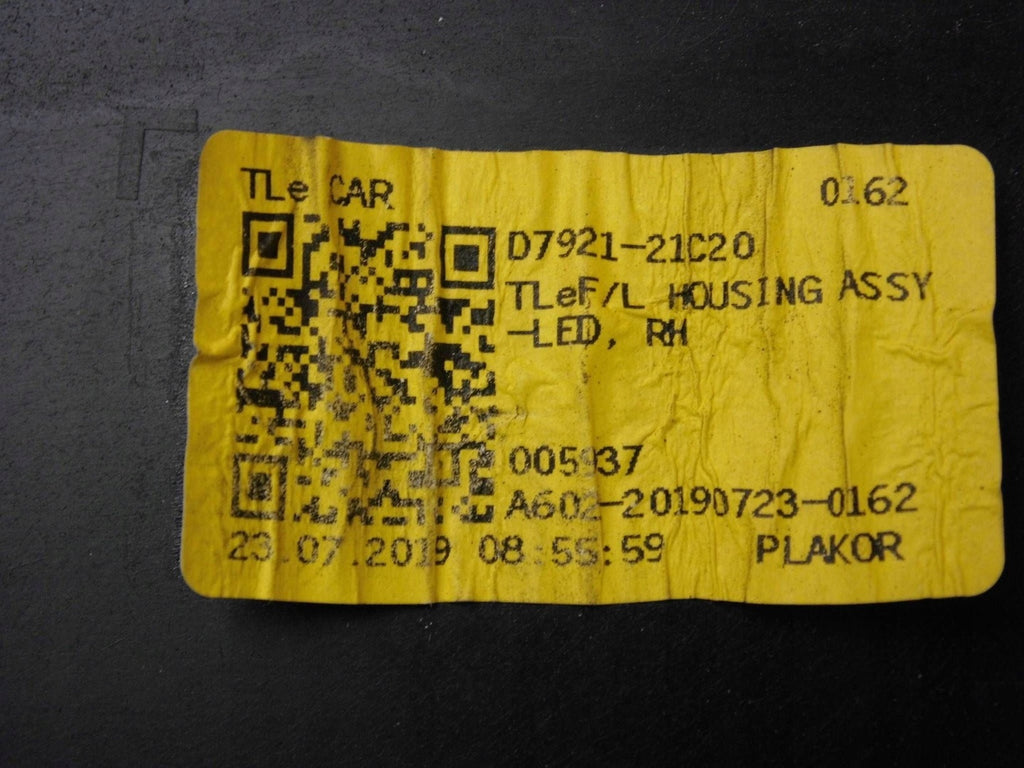 TLe CAR 0162
D7921-21C20
TLeF/L HOUSING ASSY
-LED, RH
005937
A602-20190723-0162
23.07.2019 08:55:59 PLAKOR